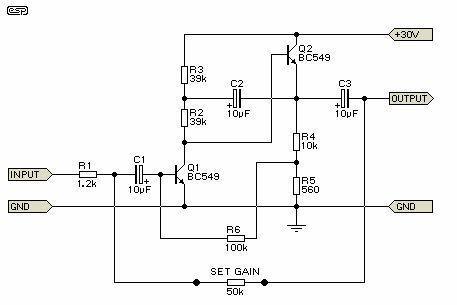 esp
+30V
Q2
BC549
R3
39k
C2
10µF
C3
10µF
OUTPUT
R2
39k
R4
10k
INPUT
R1
1.2k
C1
10µF
Q1
BC549
R5
560
GND
GND
R6
100k
SET GAIN
50k